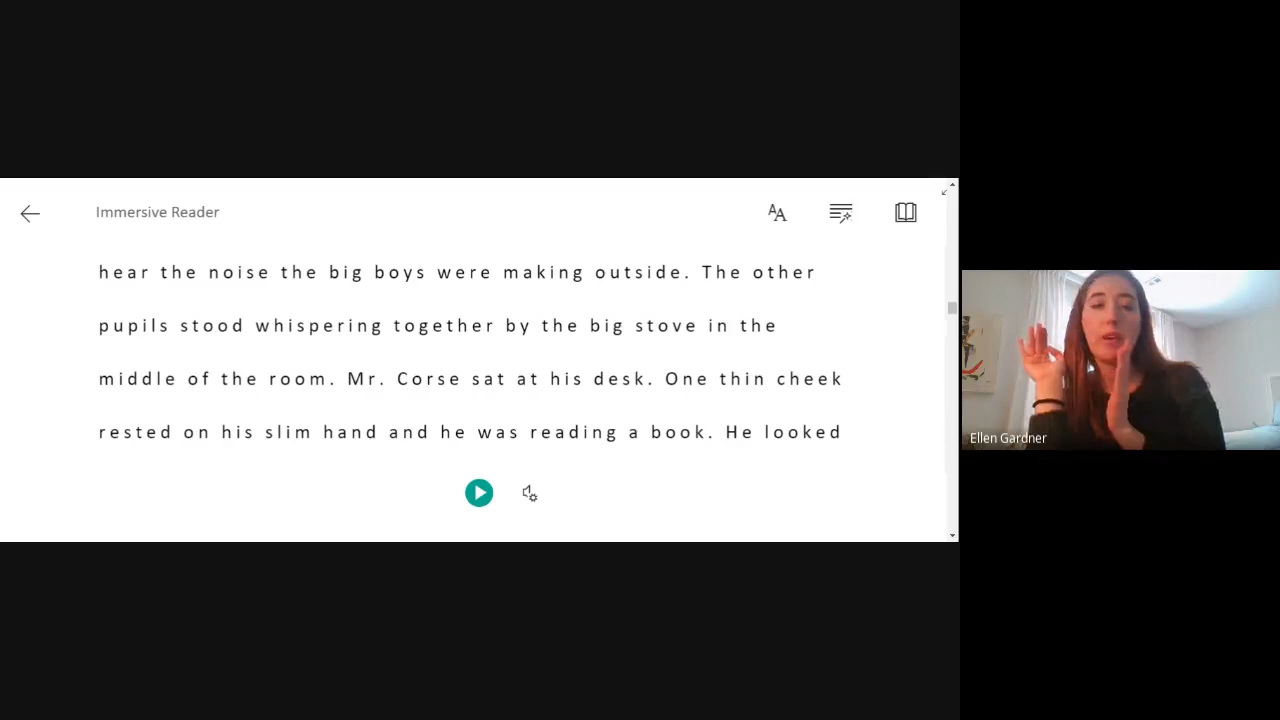 Immersive Reader
hear the noise the big boys were making outside. The other
pupils stood whispering together by the big stove in the
middle of the room. Mr. Corse sat at his desk. One thin cheek
rested on his slim hand and he was reading a book. He looked
Ellen Gardner